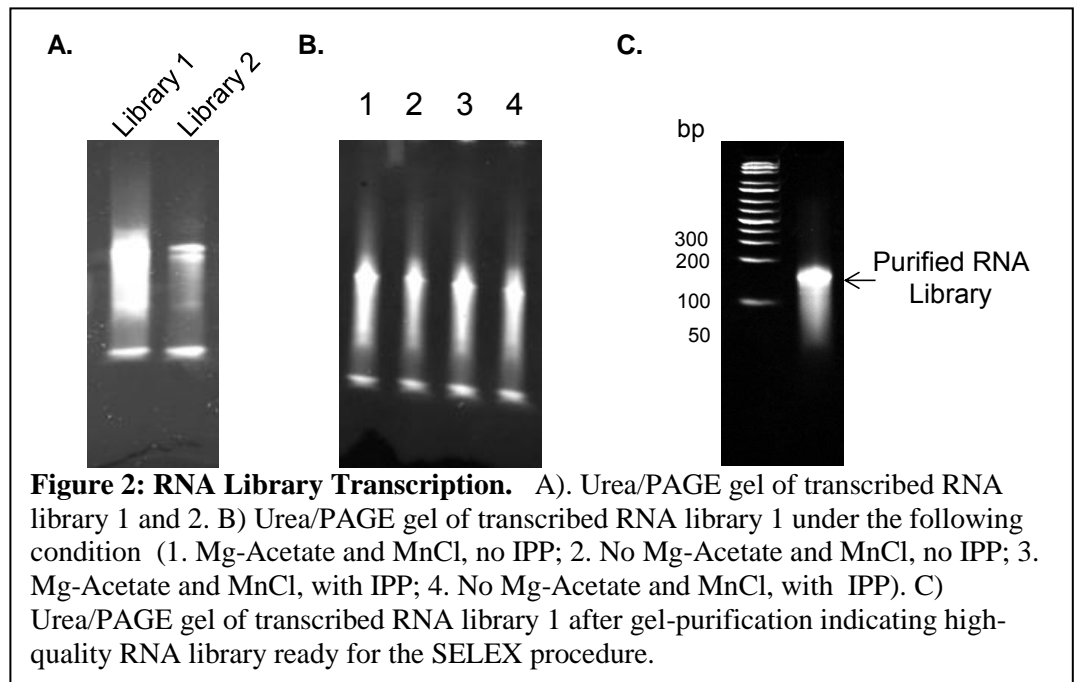 A.
B.
C.
Library 1
Library 2
1 2 3 4
bp
300
200
100
50
Purified RNA
Library
Figure 2: RNA Library Transcription. A). Urea/PAGE gel of transcribed RNA
library 1 and 2. B) Urea/PAGE gel of transcribed RNA library 1 under the following
condition (1. Mg-Acetate and MnCl, no IPP; 2. No Mg-Acetate and MnCl, no IPP; 3.
Mg-Acetate and MnCl, with IPP; 4. No Mg-Acetate and MnCl, with IPP). C)
Urea/PAGE gel of transcribed RNA library 1 after gel-purification indicating high-
quality RNA library ready for the SELEX procedure.